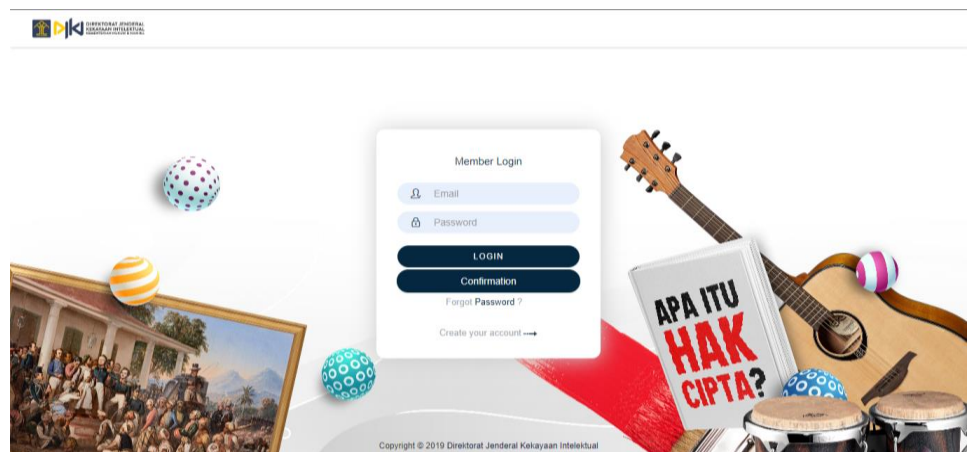 DJKI
DIREKTORAT JENDERAL
KEKAYAAN INTELEKTUAL
Member Login
Email
Password
LOGIN
Confirmation
Forgot Password ?
Create your account
APA ITU
HAK
CIPTA?
Copyright © 2019 Direktorat Jenderal Kekayaan Intelektual